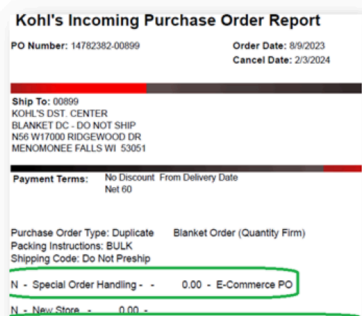 Kohl's Incoming Purchase Order Report
PO Number: 14782382-00899 Order Date: 8/9/2023
Cancel Date: 2/3/2024
Ship To: 00899
KOHL'S DST. CENTER
BLANKET DC - DO NOT SHIP
N56 W17000 RIDGEWOOD DR
MENOMONEE FALLS WI 53051
Payment Terms: No Discount From Delivery Date
Net 60
Purchase Order Type: Duplicate Blanket Order (Quantity Firm)
Packing Instructions: BULK
Shipping Code: Do Not Preship
N - Special Order Handling - - 0.00 - E-Commerce PO
N - New Store - 0.00 -